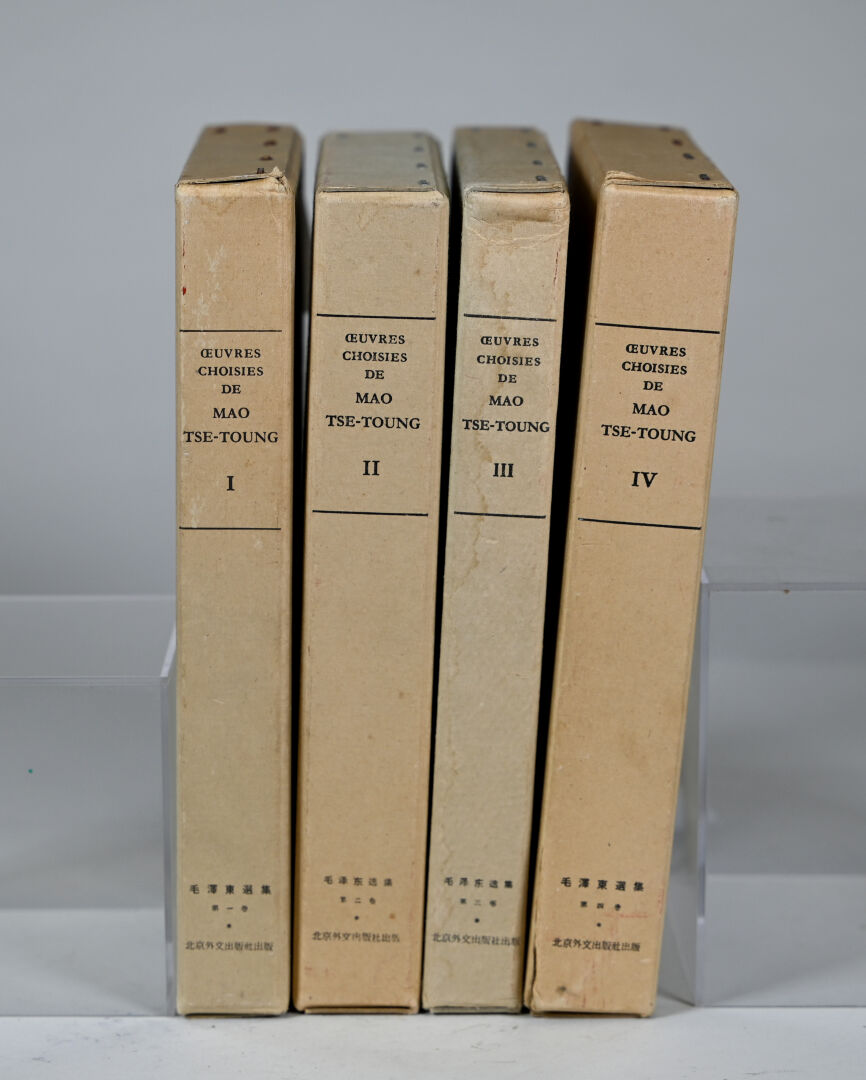 ŒUVRES
CHOISIES
DE
MAO
TSE-TOUNG
I
毛澤東選集
第一卷
北京外文出版社出版
ŒUVRES
CHOISIES
DE
MAO
TSE-TOUNG
II
毛泽东选集
第二卷
北京外文出版社出版
ŒUVRES
CHOISIES
DE
MAO
TSE-TOUNG
III
毛泽东选集
第三卷
北京外文出版社出版
ŒUVRES
CHOISIES
DE
MAO
TSE-TOUNG
IV
毛澤東選集
第四卷
北京外文出版社出版